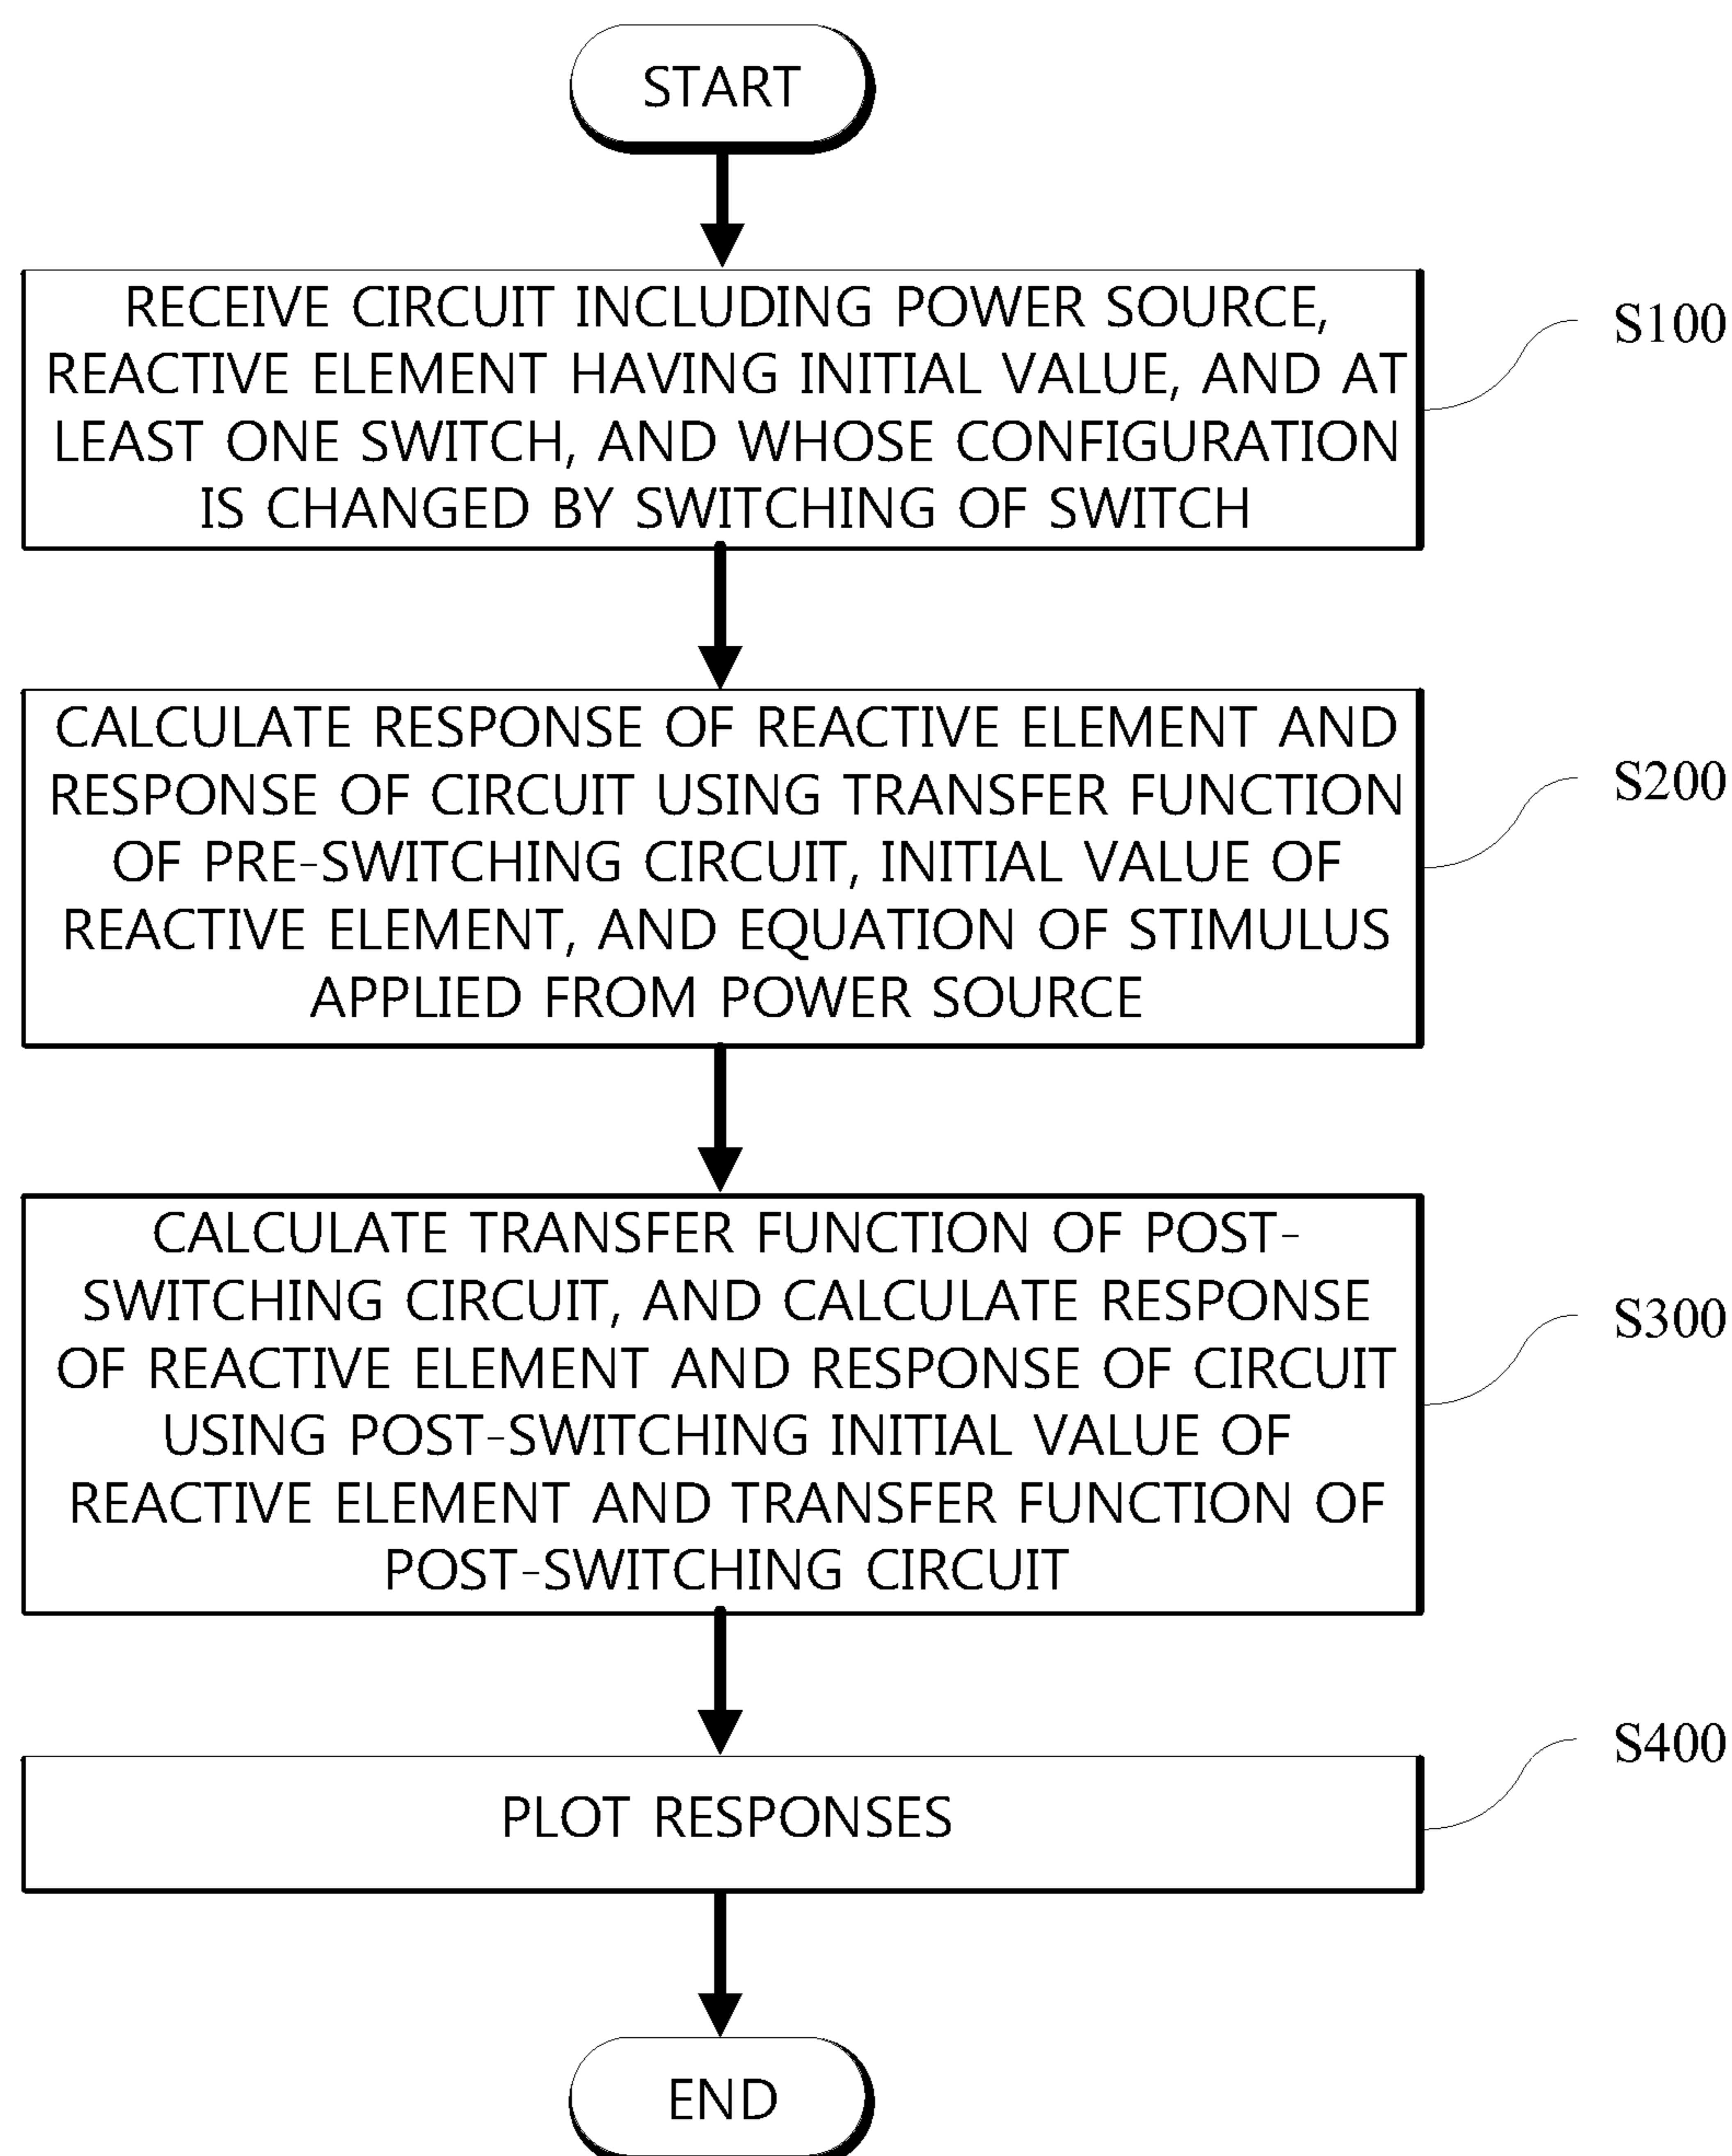 START
RECEIVE CIRCUIT INCLUDING POWER SOURCE,
REACTIVE ELEMENT HAVING INITIAL VALUE, AND AT
LEAST ONE SWITCH, AND WHOSE CONFIGURATION
IS CHANGED BY SWITCHING OF SWITCH
S100
CALCULATE RESPONSE OF REACTIVE ELEMENT AND
RESPONSE OF CIRCUIT USING TRANSFER FUNCTION
OF PRE-SWITCHING CIRCUIT, INITIAL VALUE OF
REACTIVE ELEMENT, AND EQUATION OF STIMULUS
APPLIED FROM POWER SOURCE
S200
CALCULATE TRANSFER FUNCTION OF POST-
SWITCHING CIRCUIT, AND CALCULATE RESPONSE
OF REACTIVE ELEMENT AND RESPONSE OF CIRCUIT
USING POST-SWITCHING INITIAL VALUE OF
REACTIVE ELEMENT AND TRANSFER FUNCTION OF
POST-SWITCHING CIRCUIT
S300
PLOT RESPONSES
S400
END